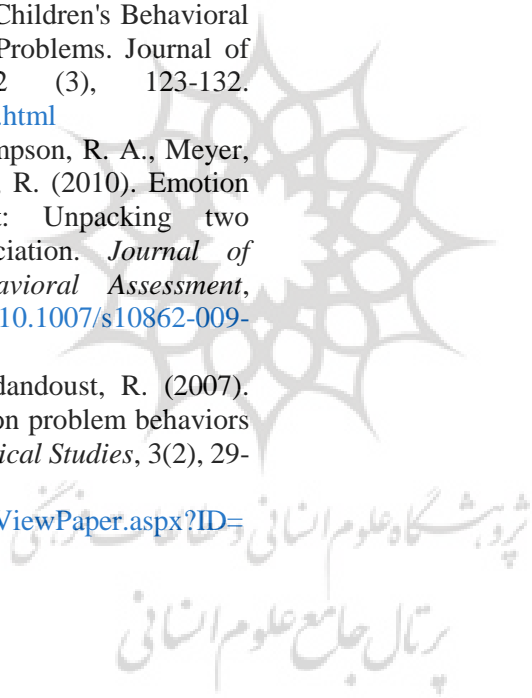 Children's Behavioral
Problems. Journal of
2 (3), 123-132.
.html
mpson, R. A., Meyer,
, R. (2010). Emotion
t: Unpacking two
ciation. Journal of
avioral Assessment,
10.1007/s10862-009-
dandoust, R. (2007).
on problem behaviors
ical Studies, 3(2), 29-
ViewPaper.aspx?ID=
پژوهشگاه علوم انسانی و مطالعات فرهنگی
پرتال جامع علوم انسانی